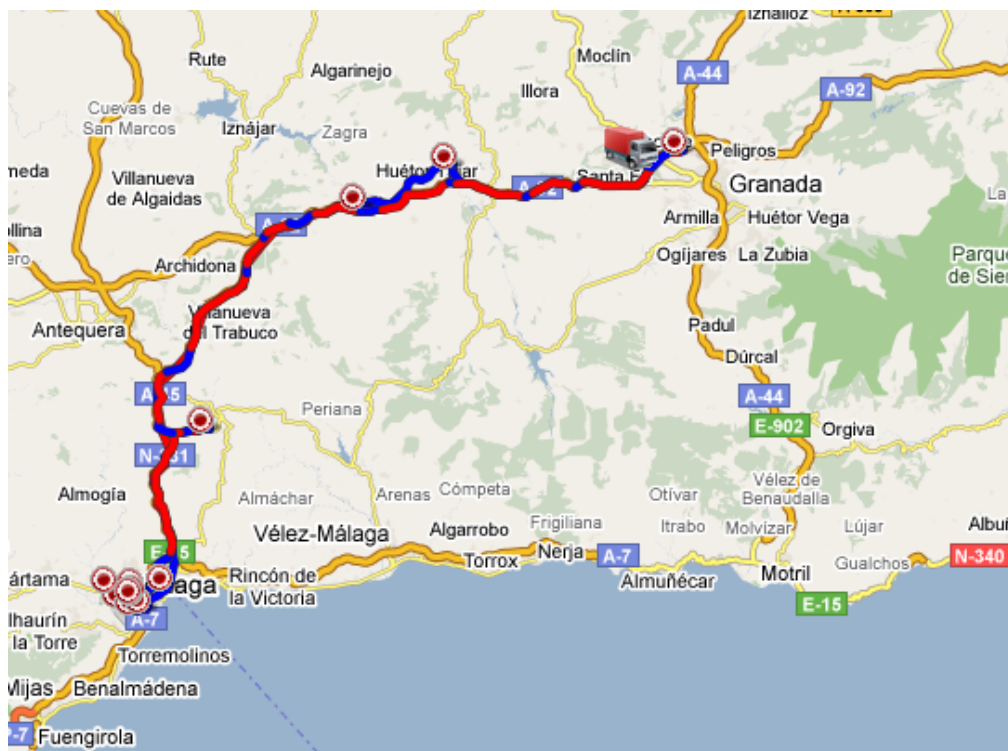 Iznalloz
Rute
Moclín
Algarinejo
A-44
A-92
Illora
Cuevas de
San Marcos
Iznájar
Zagra
Peligros
Huétor
Villanueva
de Algaidas
Santa
Granada
Armilla
Huétor Vega
Archidona
Ogíjares
La Zubia
Parque
de Sier
Villanueva
del Trabuco
Antequera
Padul
Dúrcal
A-44
Periana
E-902
Orgiva
Almogía
Almáchar
Arenas
Cómpeta
Otívar
Vélez de
Benaudalla
Vélez-Málaga
Algarrobo
Frigiliana
Itrabo
Molvízar
Lújar
Nerja
A-7
N-340
Torrox
Gualchos
Rincón de
la Victoria
Almuñécar
Motril
E-15
A-7
la Torre
Torremolinos
Mijas
Benalmádena
Fuengirola